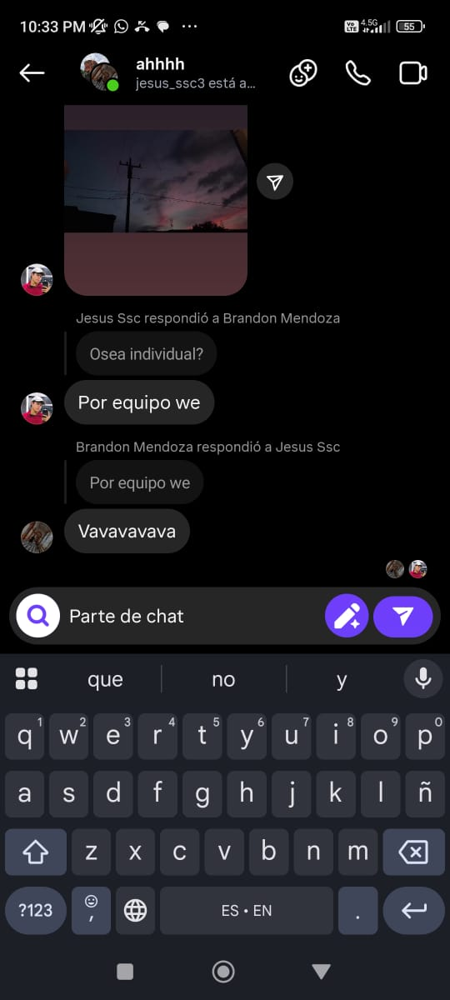 10:33 PM
Vo LTE 4.5G 55
ahhhh
jesus_ssc3 está a...
Jesus Ssc respondió a Brandon Mendoza
Osea individual?
Por equipo we
Brandon Mendoza respondió a Jesus Ssc
Por equipo we
Vavavavava
Parte de chat
que no y
q1 w2 e3 r4 t5 y6 u7 i8 o9 p0
a s d f g h j k l ñ
z x c v b n m
?123 , ES • EN .